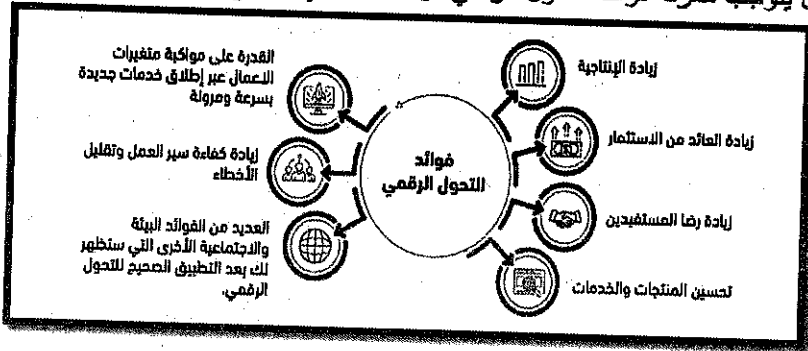 زيادة الإنتاجية
زيادة العائد من الاستثمار
زيادة رضا المستفيدين
تحسين المنتجات والخدمات
فوائد
للتحول الرقمي
القدرة على مواكبة متغيرات
الاعمال عبر إطلاق خدمات جديدة
بسرعة ومرونة
زيادة كفاءة سير العمل وتقليل
الأخطاء
العديد من الفوائد البيئة
والاجتماعية الأخرى التي ستظهر
لك بعد التطبيق الصحيح للتحول
الرقمي.